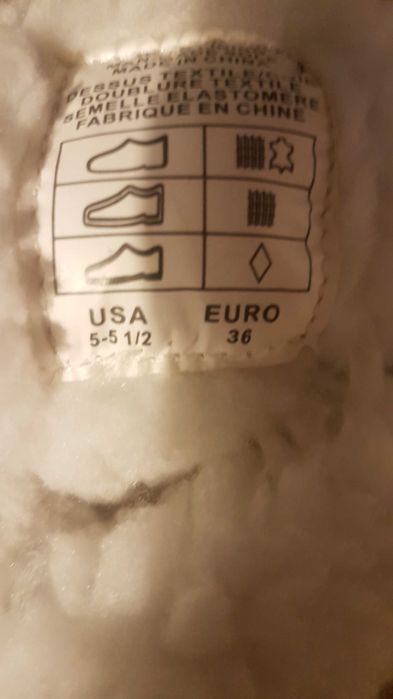 MADE IN CHINA
DESSUS TEXTILE
DOUBLURE TEXTILE
SEMELLE ELASTOMERE
FABRIQUE EN CHINE
USA EURO
5-5 1/2 36